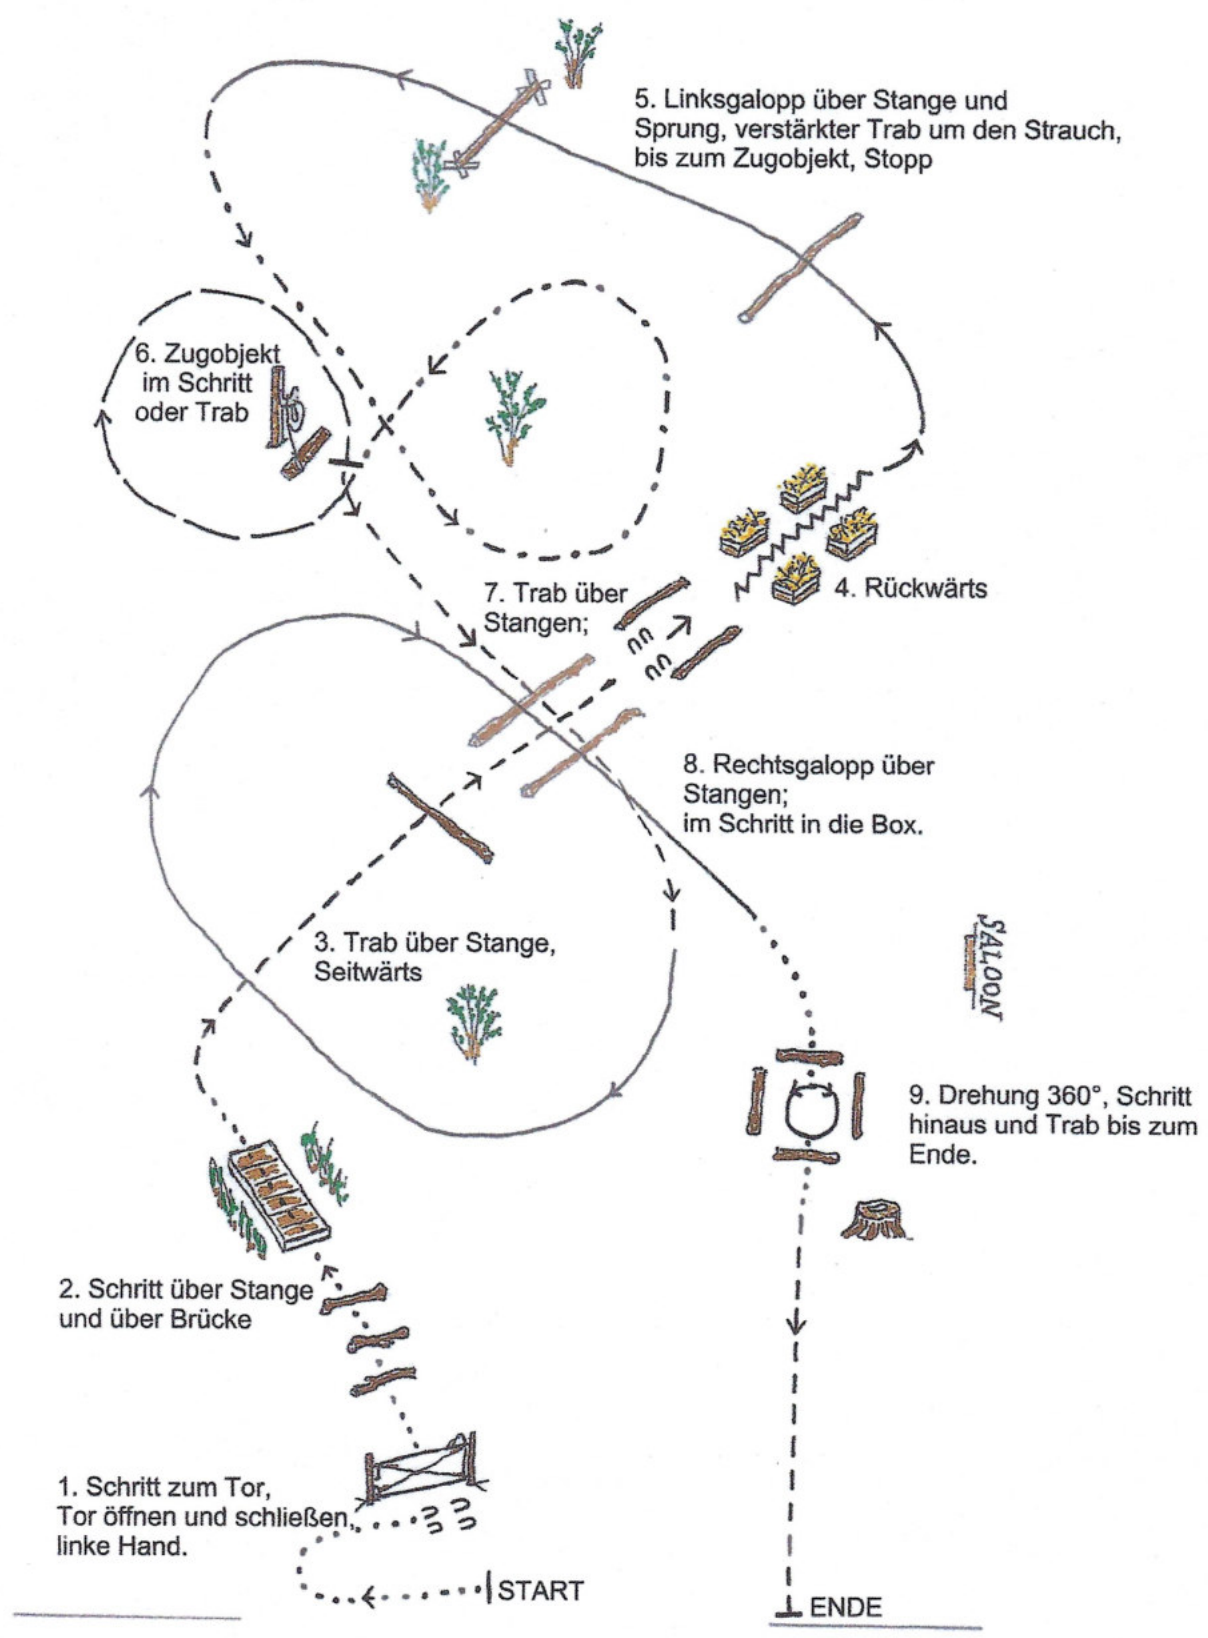 5. Linksgalopp über Stange und
Sprung, verstärkter Trab um den Strauch,
bis zum Zugobjekt, Stopp
6. Zugobjekt
im Schritt
oder Trab
4. Rückwärts
7. Trab über
Stangen;
8. Rechtsgalopp über
Stangen;
im Schritt in die Box.
3. Trab über Stange,
Seitwärts
SALOON
9. Drehung 360°, Schritt
hinaus und Trab bis zum
Ende.
2. Schritt über Stange
und über Brücke
1. Schritt zum Tor,
Tor öffnen und schließen,
linke Hand.
START
ENDE